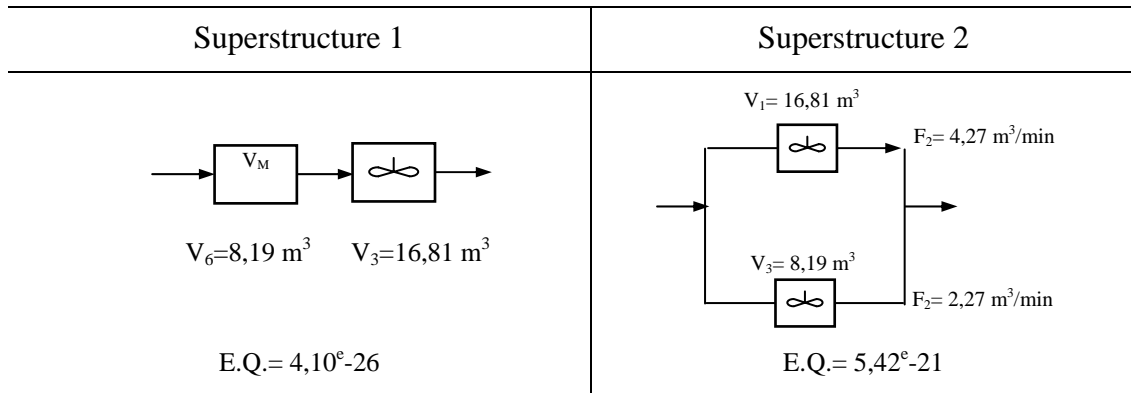 Superstructure 1
Superstructure 2
V_M
V₆=8,19 m³
V₃=16,81 m³
E.Q.= 4,10ᵉ-26
V₁= 16,81 m³
F₂= 4,27 m³/min
V₃= 8,19 m³
F₂= 2,27 m³/min
E.Q.= 5,42ᵉ-21